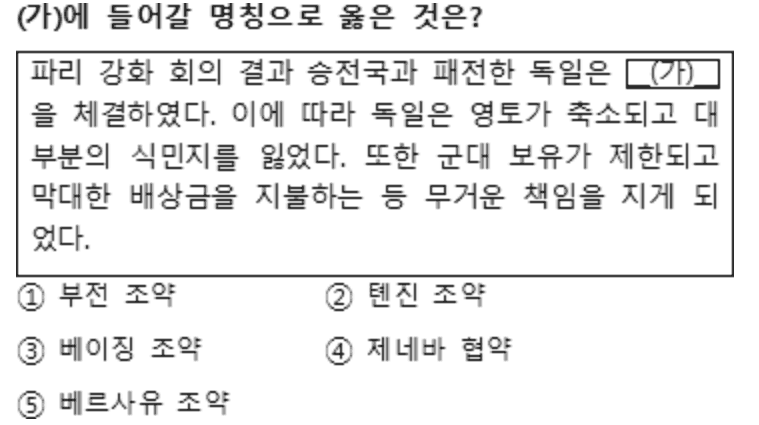 (가)에 들어갈 명칭으로 옳은 것은?
파리 강화 회의 결과 승전국과 패전한 독일은 (가)
을 체결하였다. 이에 따라 독일은 영토가 축소되고 대
부분의 식민지를 잃었다. 또한 군대 보유가 제한되고
막대한 배상금을 지불하는 등 무거운 책임을 지게 되
었다.
① 부전 조약 ② 톈진 조약
③ 베이징 조약 ④ 제네바 협약
⑤ 베르사유 조약